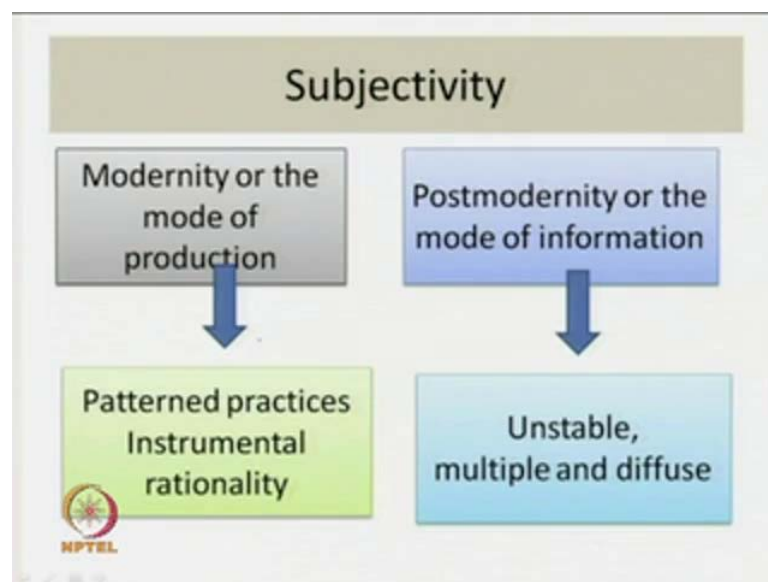 Subjectivity
Modernity or the
mode of
production
Postmodernity or the
mode of information
Patterned practices
Instrumental
rationality
Unstable,
multiple and diffuse
NPTEL